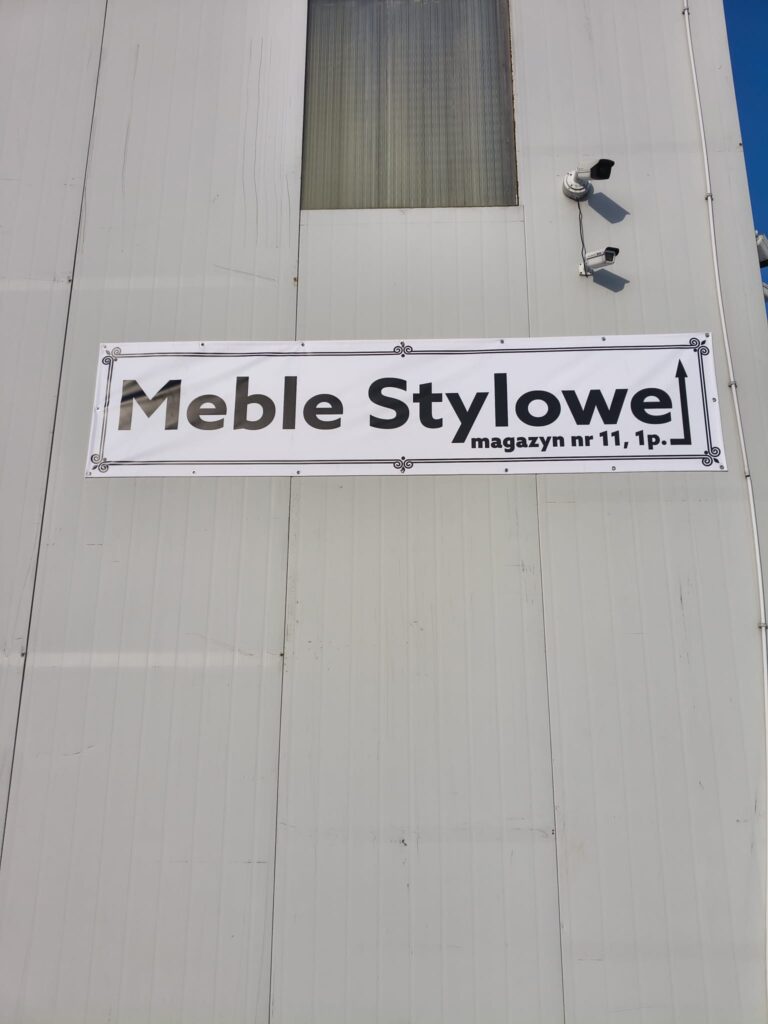 Meble Stylowe
magazyn nr 11, 1p.